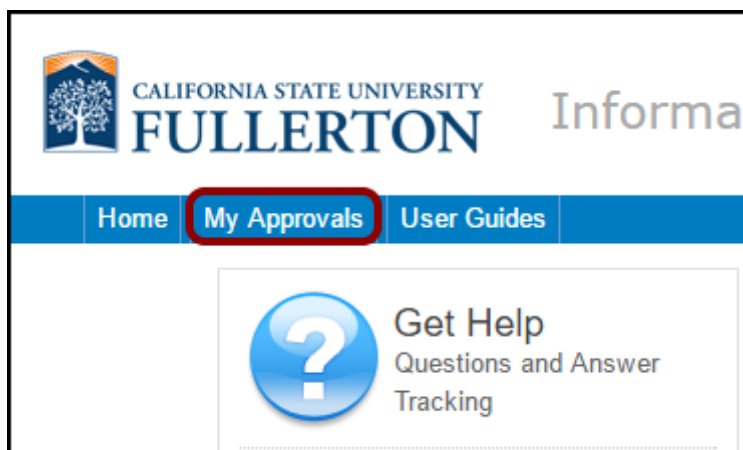 CALIFORNIA STATE UNIVERSITY
FULLERTON
Informa
Home My Approvals User Guides
?
Get Help
Questions and Answer
Tracking